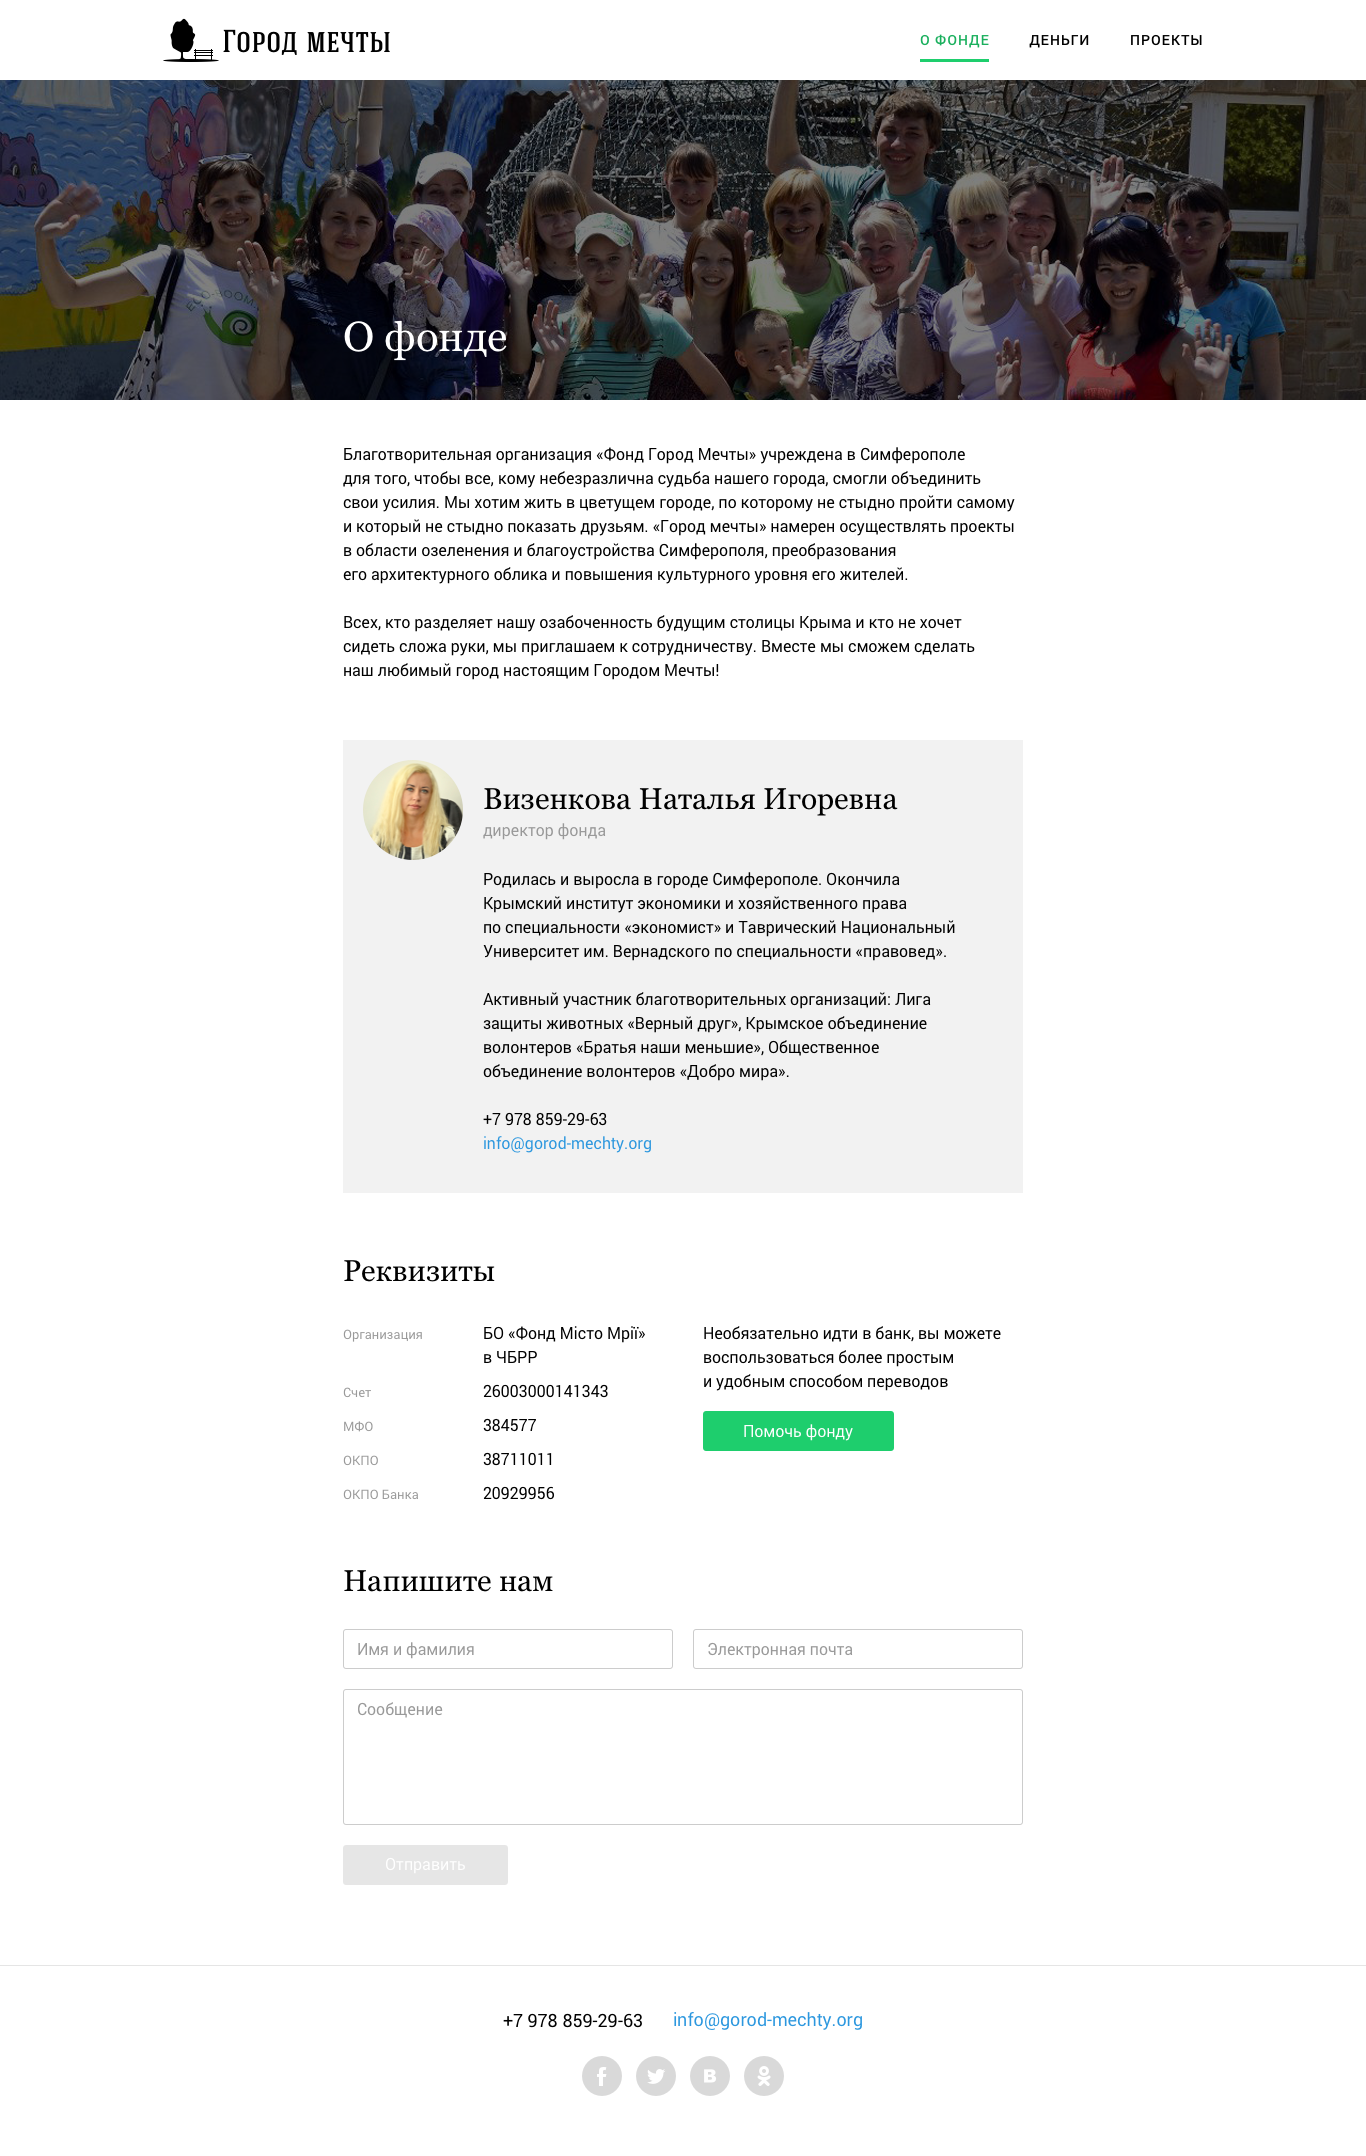 Город мечты
О ФОНДЕ
ДЕНЬГИ
ПРОЕКТЫ
О фонде
Благотворительная организация «Фонд Город Мечты» учреждена в Симферополе
для того, чтобы все, кому небезразлична судьба нашего города, смогли объединить
свои усилия. Мы хотим жить в цветущем городе, по которому не стыдно пройти самому
и который не стыдно показать друзьям. «Город мечты» намерен осуществлять проекты
в области озеленения и благоустройства Симферополя, преобразования
его архитектурного облика и повышения культурного уровня его жителей.
Всех, кто разделяет нашу озабоченность будущим столицы Крыма и кто не хочет
сидеть сложа руки, мы приглашаем к сотрудничеству. Вместе мы сможем сделать
наш любимый город настоящим Городом Мечты!
Визенкова Наталья Игоревна
директор фонда
Родилась и выросла в городе Симферополе. Окончила
Крымский институт экономики и хозяйственного права
по специальности «экономист» и Таврический Национальный
Университет им. Вернадского по специальности «правовед».
Активный участник благотворительных организаций: Лига
защиты животных «Верный друг», Крымское объединение
волонтеров «Братья наши меньшие», Общественное
объединение волонтеров «Добро мира».
+7 978 859-29-63
info@gorod-mechty.org
Реквизиты
Организация
БО «Фонд Місто Мрії»
в ЧБРР
Счет
26003000141343
МФО
384577
ОКПО
38711011
ОКПО Банка
20929956
Необязательно идти в банк, вы можете
воспользоваться более простым
и удобным способом переводов
Помочь фонду
Напишите нам
Имя и фамилия
Электронная почта
Сообщение
Отправить
+7 978 859-29-63
info@gorod-mechty.org